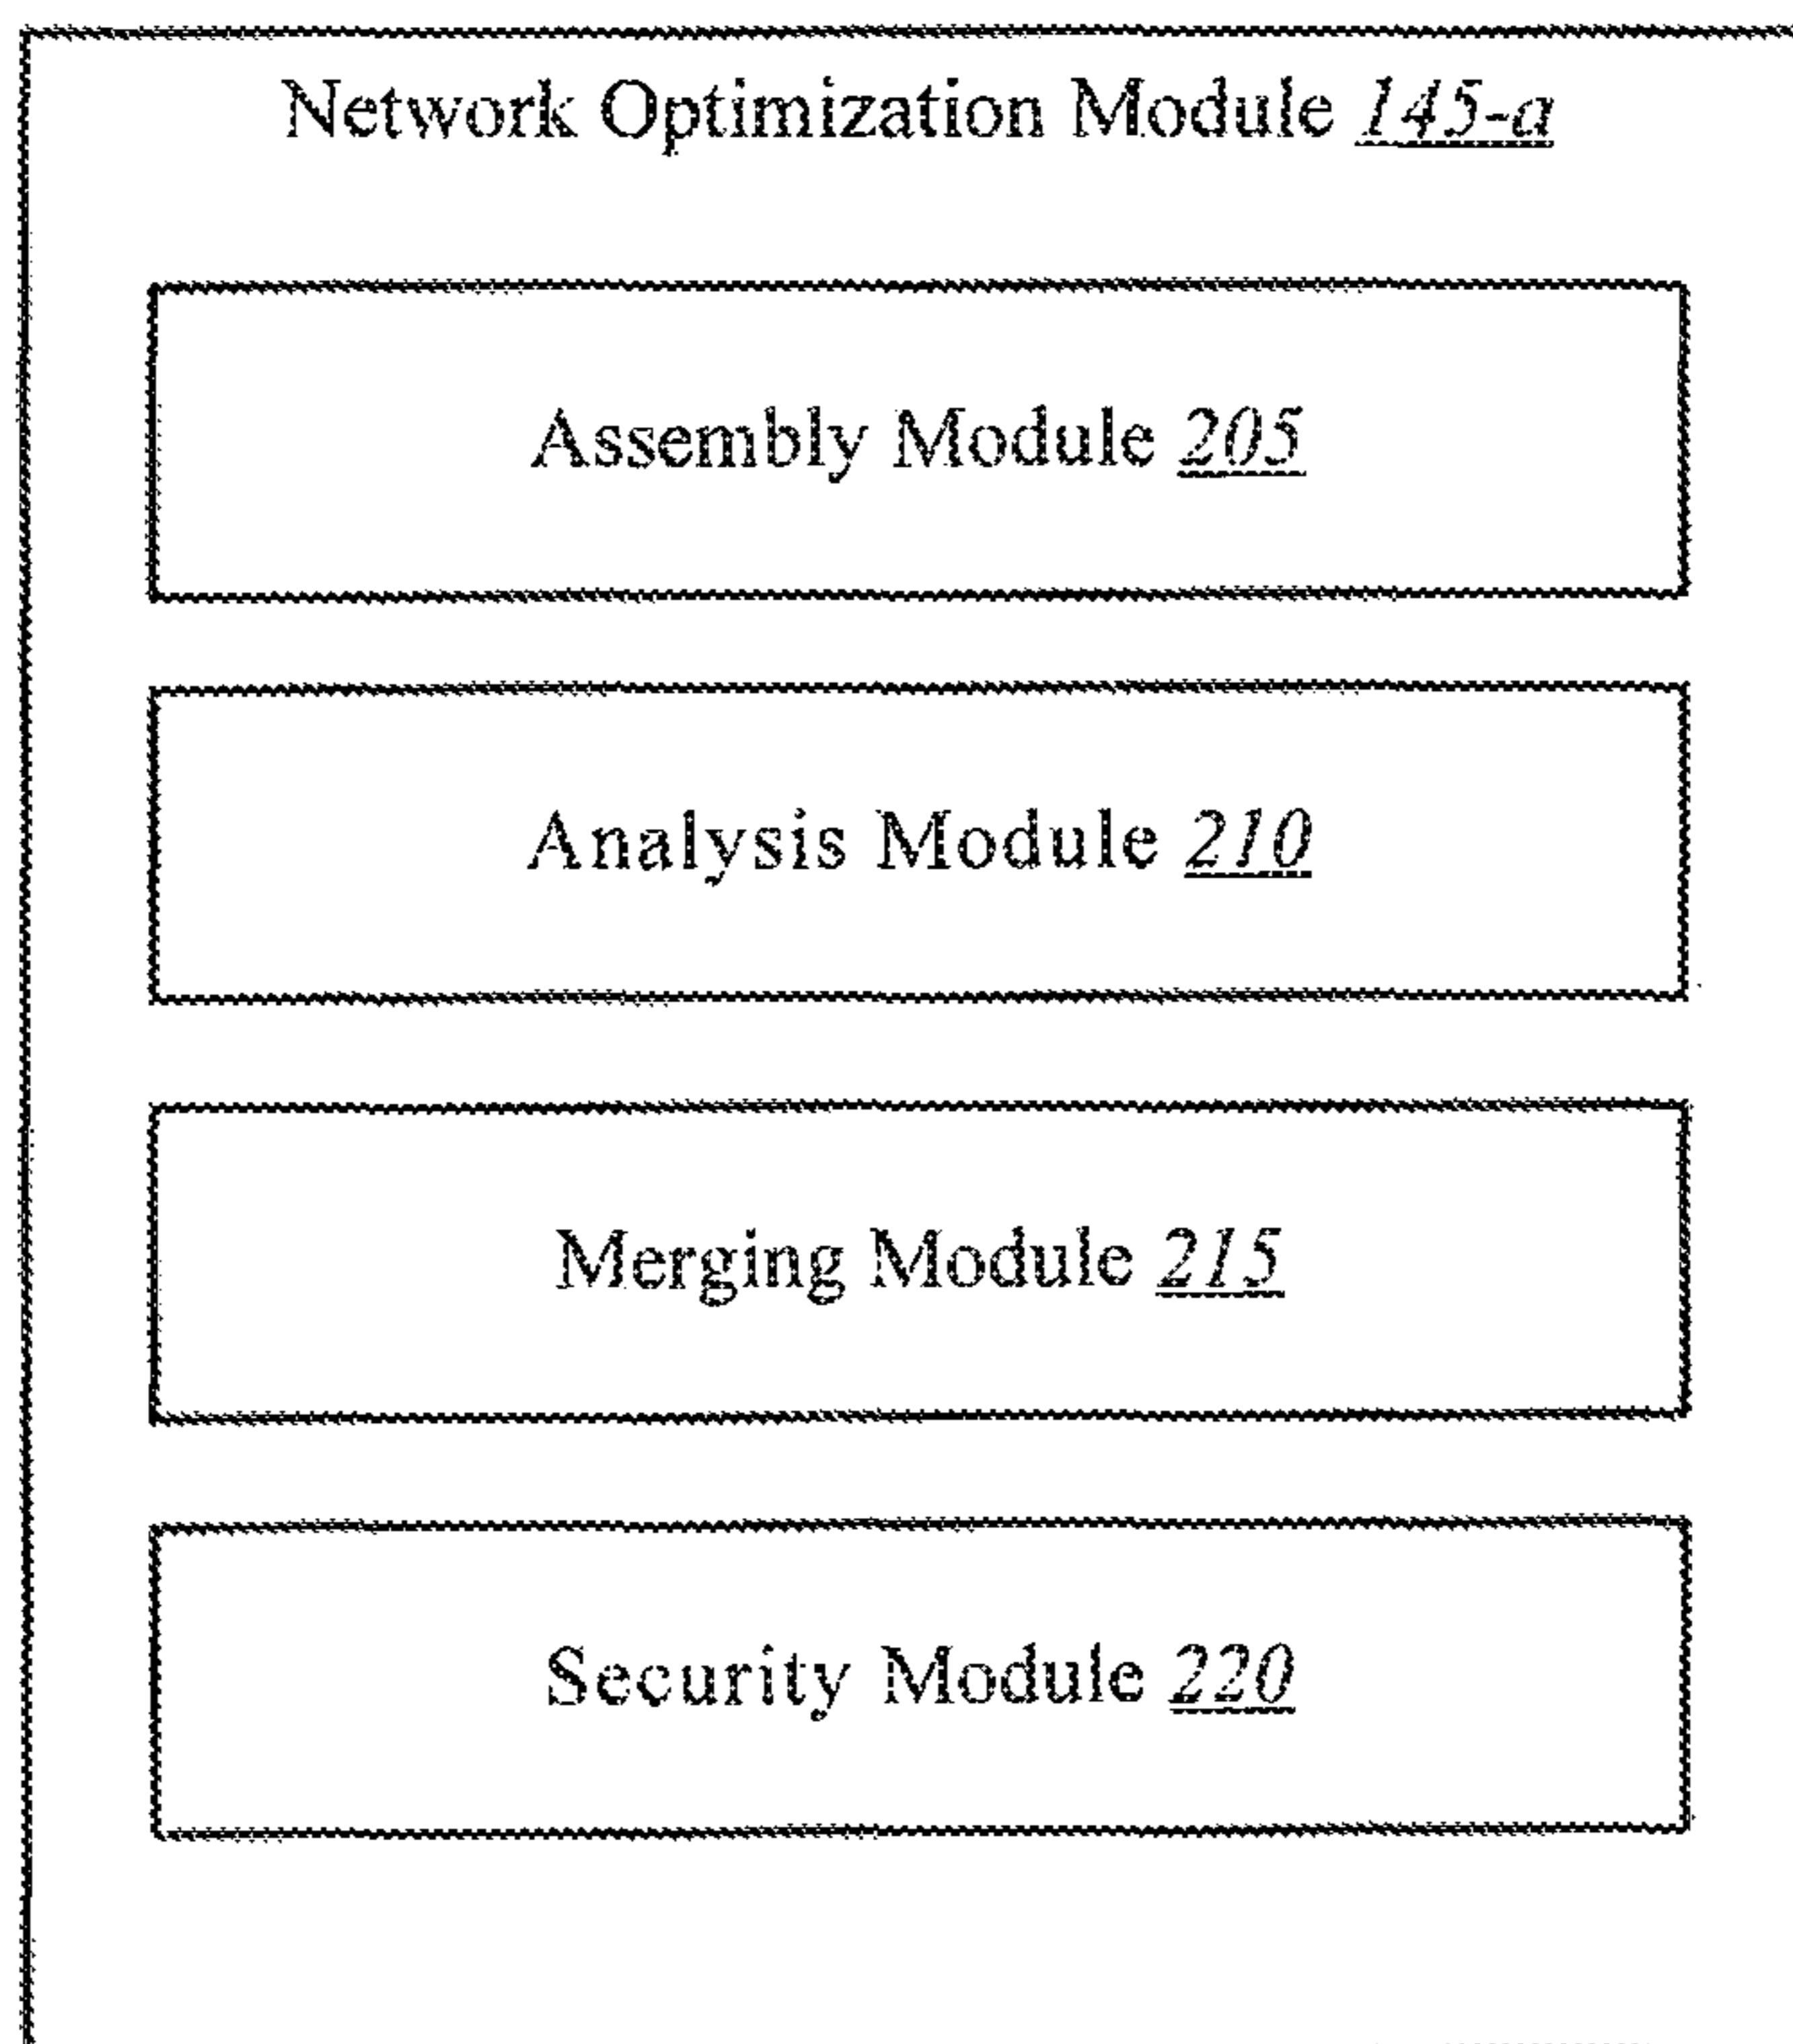 Network Optimization Module 145-a
Assembly Module 205
Analysis Module 210
Merging Module 215
Security Module 220